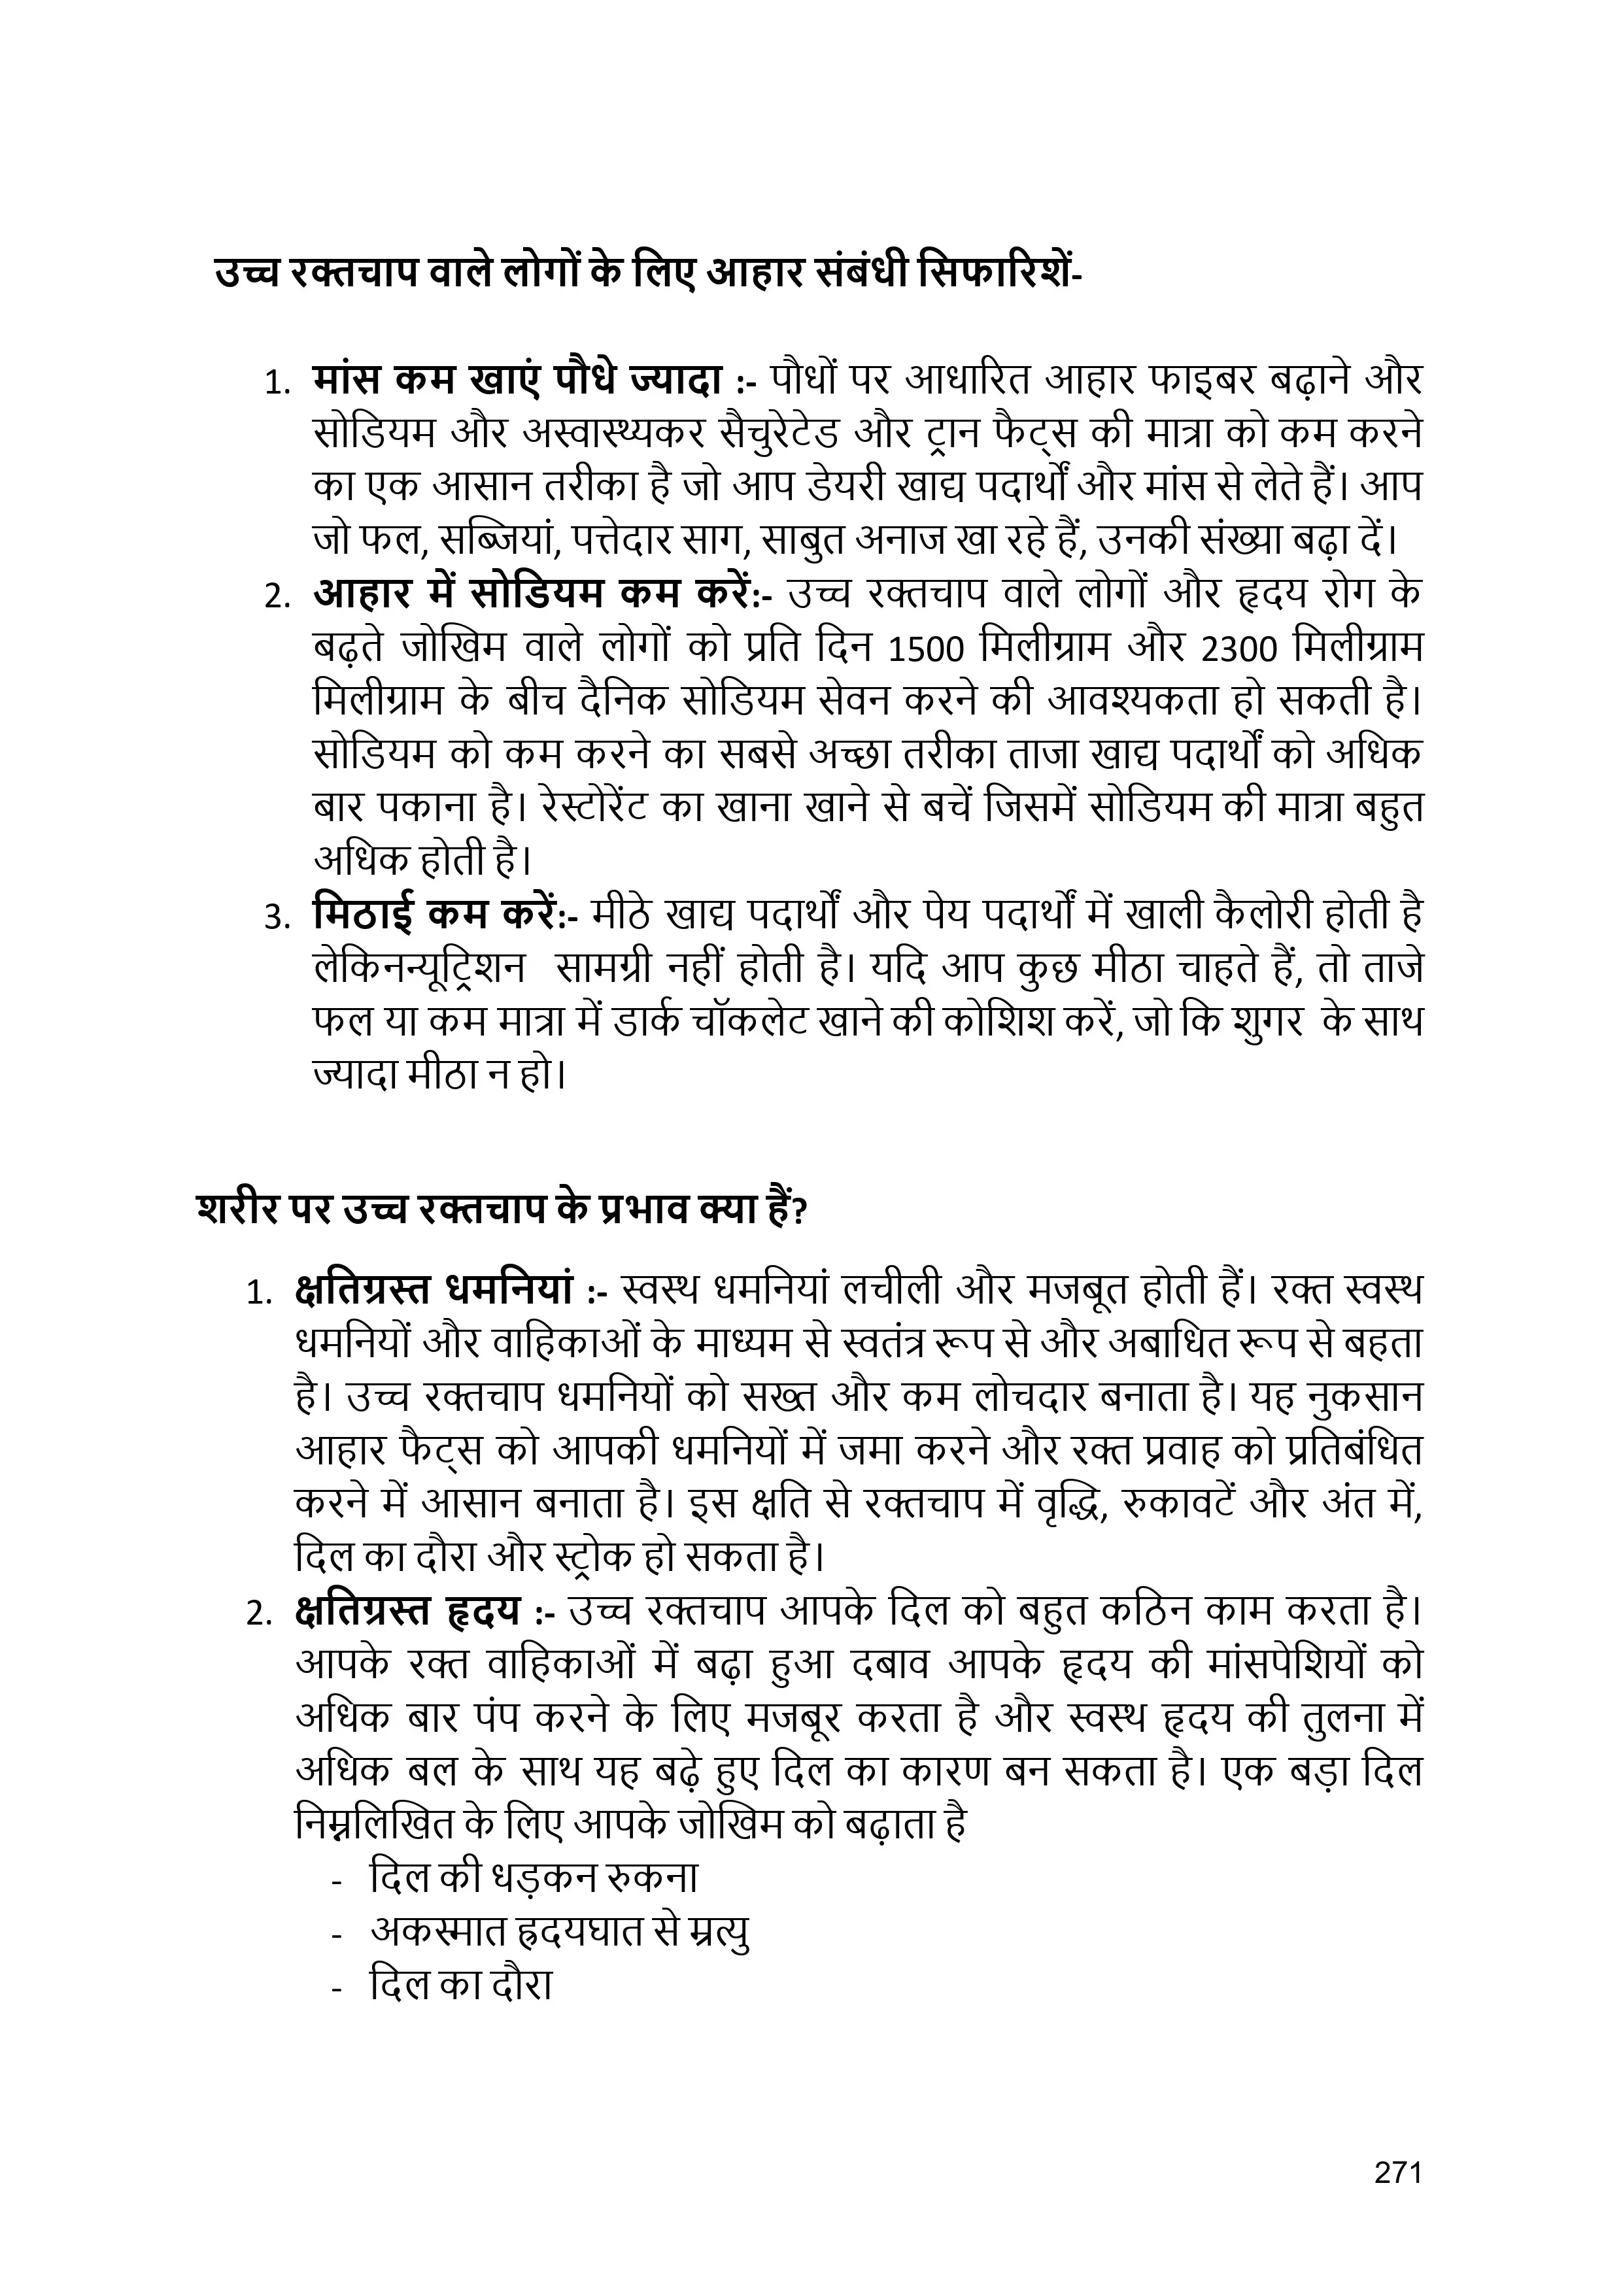 उच्च रक्तचाप वाले लोगों के लिए आहार संबंधी सिफारिशें-
1. मांस कम खाएं पौधे ज्यादा :- पौधों पर आधारित आहार फाइबर बढ़ाने और
सोडियम और अस्वास्थ्यकर सैचुरेटेड और ट्रान फैट्स की मात्रा को कम करने
का एक आसान तरीका है जो आप डेयरी खाद्य पदार्थों और मांस से लेते हैं। आप
जो फल, सब्जियां, पत्तेदार साग, साबुत अनाज खा रहे हैं, उनकी संख्या बढ़ा दें।
2. आहार में सोडियम कम करें:- उच्च रक्तचाप वाले लोगों और हृदय रोग के
बढ़ते जोखिम वाले लोगों को प्रति दिन 1500 मिलीग्राम और 2300 मिलीग्राम
मिलीग्राम के बीच दैनिक सोडियम सेवन करने की आवश्यकता हो सकती है।
सोडियम को कम करने का सबसे अच्छा तरीका ताजा खाद्य पदार्थों को अधिक
बार पकाना है। रेस्टोरेंट का खाना खाने से बचें जिसमें सोडियम की मात्रा बहुत
अधिक होती है।
3. मिठाई कम करें:- मीठे खाद्य पदार्थों और पेय पदार्थों में खाली कैलोरी होती है
लेकिनन्यूट्रिशन सामग्री नहीं होती है। यदि आप कुछ मीठा चाहते हैं, तो ताजे
फल या कम मात्रा में डार्क चॉकलेट खाने की कोशिश करें, जो कि शुगर के साथ
ज्यादा मीठा न हो।
शरीर पर उच्च रक्तचाप के प्रभाव क्या हैं?
1. क्षतिग्रस्त धमनियां :- स्वस्थ धमनियां लचीली और मजबूत होती हैं। रक्त स्वस्थ
धमनियों और वाहिकाओं के माध्यम से स्वतंत्र रूप से और अबाधित रूप से बहता
है। उच्च रक्तचाप धमनियों को सख्त और कम लोचदार बनाता है। यह नुकसान
आहार फैट्स को आपकी धमनियों में जमा करने और रक्त प्रवाह को प्रतिबंधित
करने में आसान बनाता है। इस क्षति से रक्तचाप में वृद्धि, रुकावटें और अंत में,
दिल का दौरा और स्ट्रोक हो सकता है।
2. क्षतिग्रस्त हृदय :- उच्च रक्तचाप आपके दिल को बहुत कठिन काम करता है।
आपके रक्त वाहिकाओं में बढ़ा हुआ दबाव आपके हृदय की मांसपेशियों को
अधिक बार पंप करने के लिए मजबूर करता है और स्वस्थ हृदय की तुलना में
अधिक बल के साथ यह बढ़े हुए दिल का कारण बन सकता है। एक बड़ा दिल
निम्नलिखित के लिए आपके जोखिम को बढ़ाता है
- दिल की धड़कन रुकना
- अकस्मात ह्रदयघात से म्रत्यु
- दिल का दौरा
271